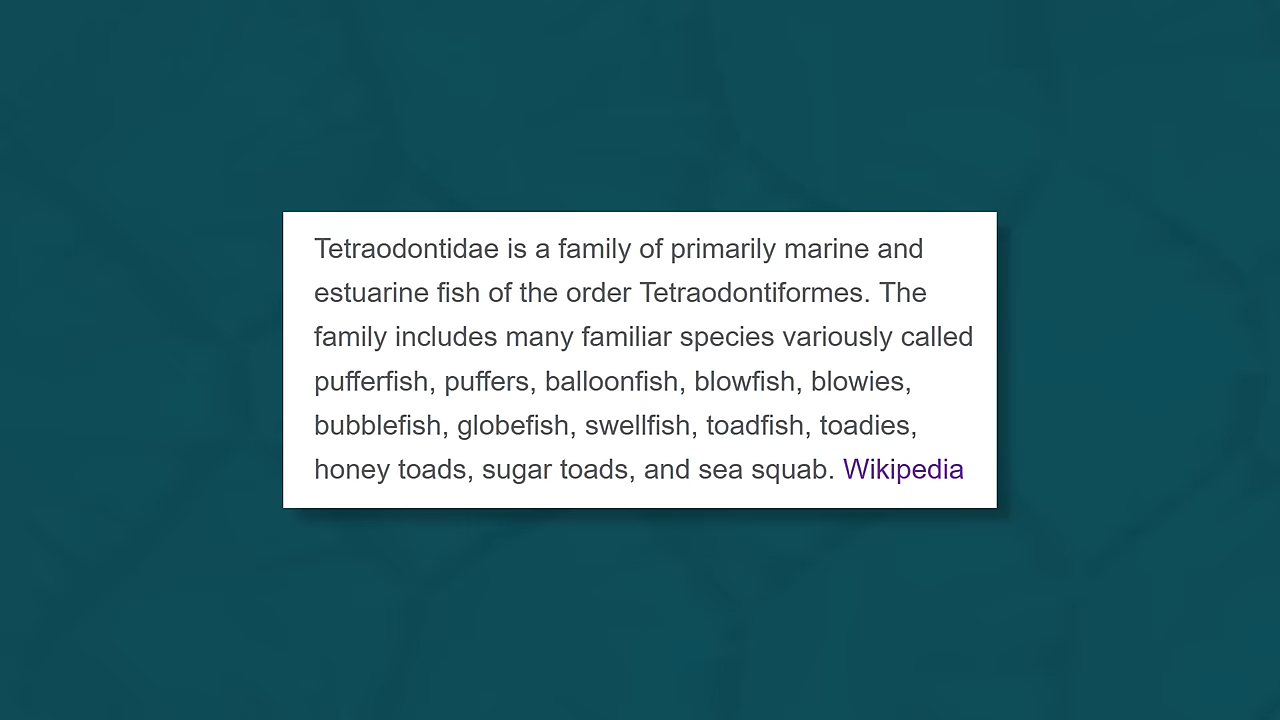 Tetraodontidae is a family of primarily marine and
estuarine fish of the order Tetraodontiformes. The
family includes many familiar species variously called
pufferfish, puffers, balloonfish, blowfish, blowies,
bubblefish, globefish, swellfish, toadfish, toadies,
honey toads, sugar toads, and sea squab. Wikipedia